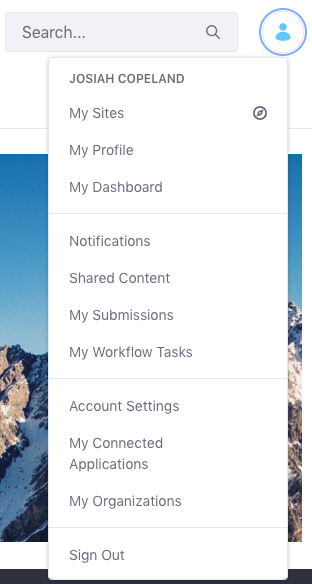 Search...
JOSIAH COPELAND
My Sites
My Profile
My Dashboard
Notifications
Shared Content
My Submissions
My Workflow Tasks
Account Settings
My Connected
Applications
My Organizations
Sign Out